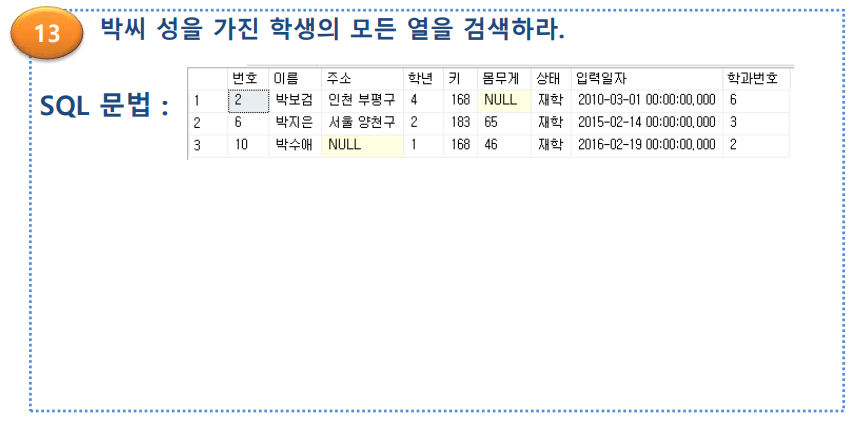 13 박씨 성을 가진 학생의 모든 열을 검색하라.
SQL 문법 :
번호 이름 주소 학년 키 몸무게 상태 입력일자 학과번호
1 2 박보검 인천 부평구 4 168 NULL 재학 2010-03-01 00:00:00,000 6
2 6 박지은 서울 양천구 2 183 65 재학 2015-02-14 00:00:00,000 3
3 10 박수애 NULL 1 168 46 재학 2016-02-19 00:00:00,000 2